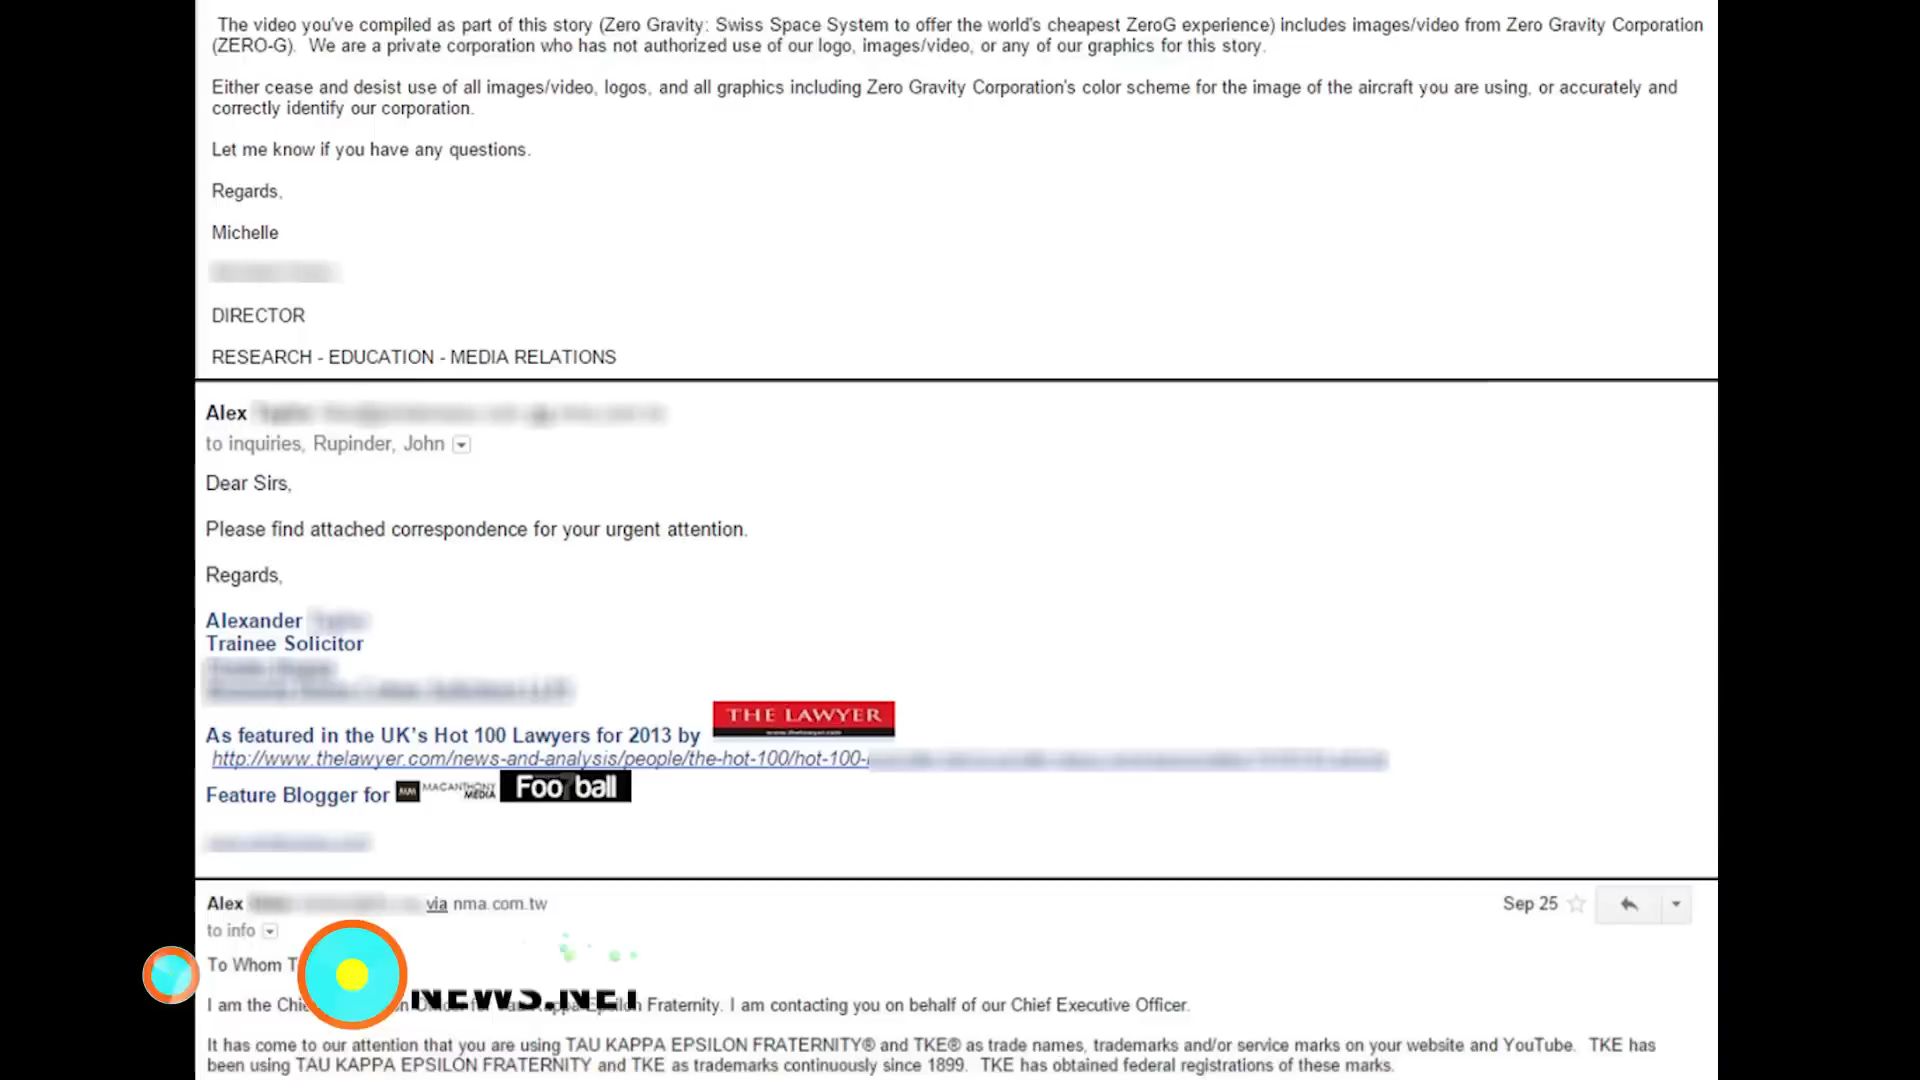 The video you've compiled as part of this story (Zero Gravity: Swiss Space System to offer the world's cheapest ZeroG experience) includes images/video from Zero Gravity Corporation
(ZERO-G). We are a private corporation who has not authorized use of our logo, images/video, or any of our graphics for this story.
Either cease and desist use of all images/video, logos, and all graphics including Zero Gravity Corporation's color scheme for the image of the aircraft you are using, or accurately and
correctly identify our corporation.
Let me know if you have any questions.
Regards,
Michelle
DIRECTOR
RESEARCH - EDUCATION - MEDIA RELATIONS
Alex
to inquiries, Rupinder, John
Dear Sirs,
Please find attached correspondence for your urgent attention.
Regards,
Alexander
Trainee Solicitor
As featured in the UK's Hot 100 Lawyers for 2013 by THE LAWYER
www.thelawyer.com
http://www.thelawyer.com/news-and-analysis/people/the-hot-100/hot-100-
Feature Blogger for MACANTHONY MEDIA Foo7ball
Alex via nma.com.tw Sep 25
to info
To Whom
I am the Fraternity. I am contacting you on behalf of our Chief Executive Officer.
NEWS.NET
It has come to our attention that you are using TAU KAPPA EPSILON FRATERNITY® and TKE® as trade names, trademarks and/or service marks on your website and YouTube. TKE has
been using TAU KAPPA EPSILON FRATERNITY and TKE as trademarks continuously since 1899. TKE has obtained federal registrations of these marks.